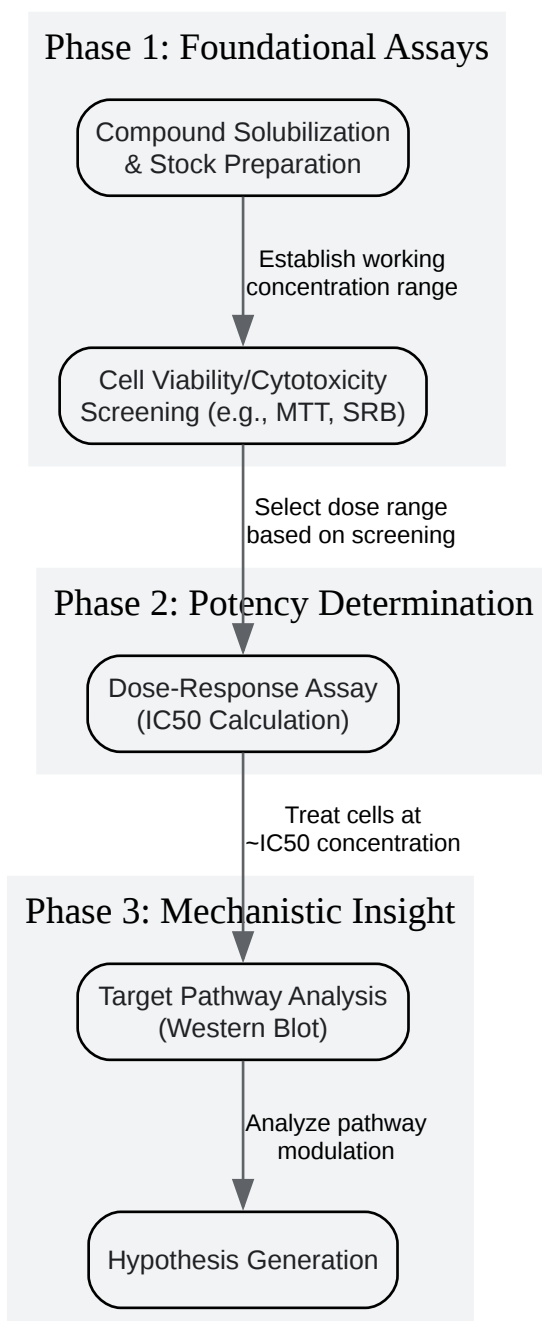 Phase 1: Foundational Assays
Compound Solubilization
& Stock Preparation
Establish working
concentration range
Cell Viability/Cytotoxicity
Screening (e.g., MTT, SRB)
Select dose range
based on screening
Phase 2: Potency Determination
Dose-Response Assay
(IC50 Calculation)
Treat cells at
~IC50 concentration
Phase 3: Mechanistic Insight
Target Pathway Analysis
(Western Blot)
Analyze pathway
modulation
Hypothesis Generation